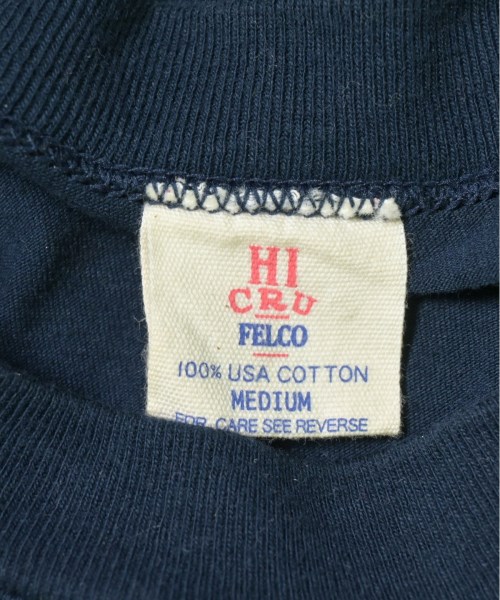 HI
CRU
FELCO
100% USA COTTON
MEDIUM
FOR CARE SEE REVERSE